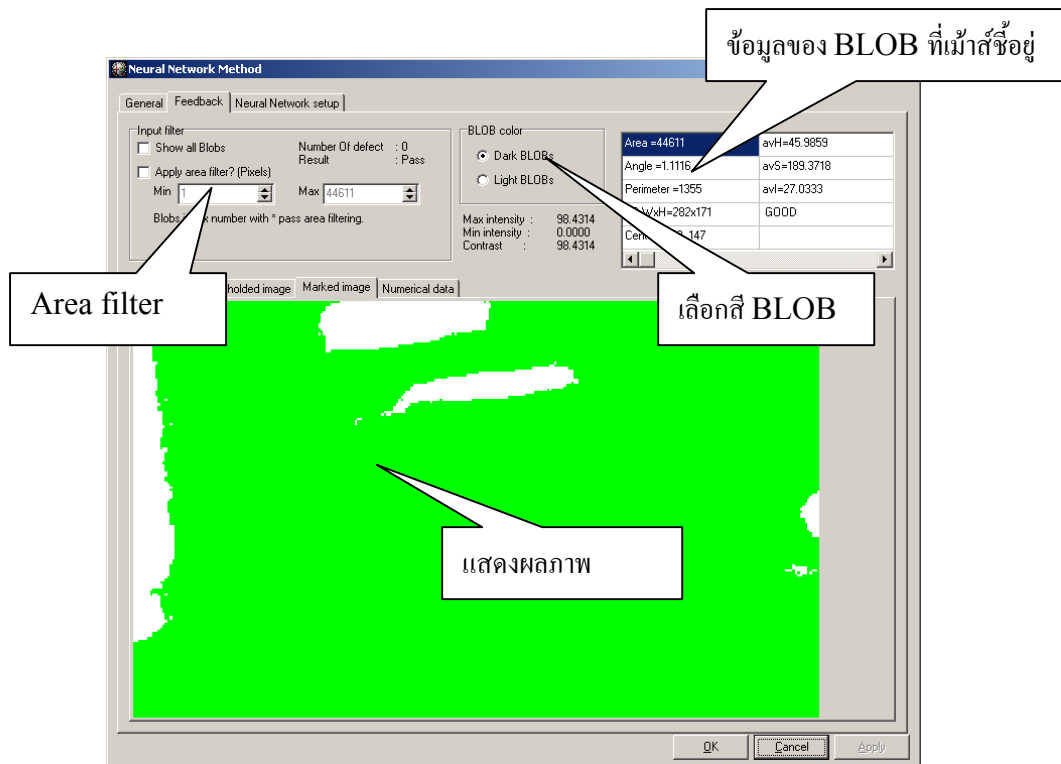 ข้อมูลของ BLOB ที่เม้าส์ชี้อยู่
Neural Network Method
General Feedback Neural Network setup
Input filter
Show all Blobs
Number Of defect : 0
Result : Pass
Apply area filter? (Pixels)
Min 1 Max 44611
Blobs number with * pass area filtering.
BLOB color
Dark BLOBs
Light BLOBs
Max intensity : 98.4314
Min intensity : 0.0000
Contrast : 98.4314
Area =44611 avH=45.9859
Angle =1.1116 avS=189.3718
Perimeter =1355 avI=27.0333
WxH=282x171 GOOD
147
Area filter
เลือกสี BLOB
image Marked image Numerical data
แสดงผลภาพ
OK Cancel Apply